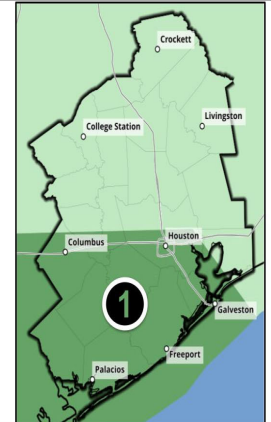 Crockett
Livingston
College Station
Houston
Columbus
1
Galveston
Freeport
Palacios